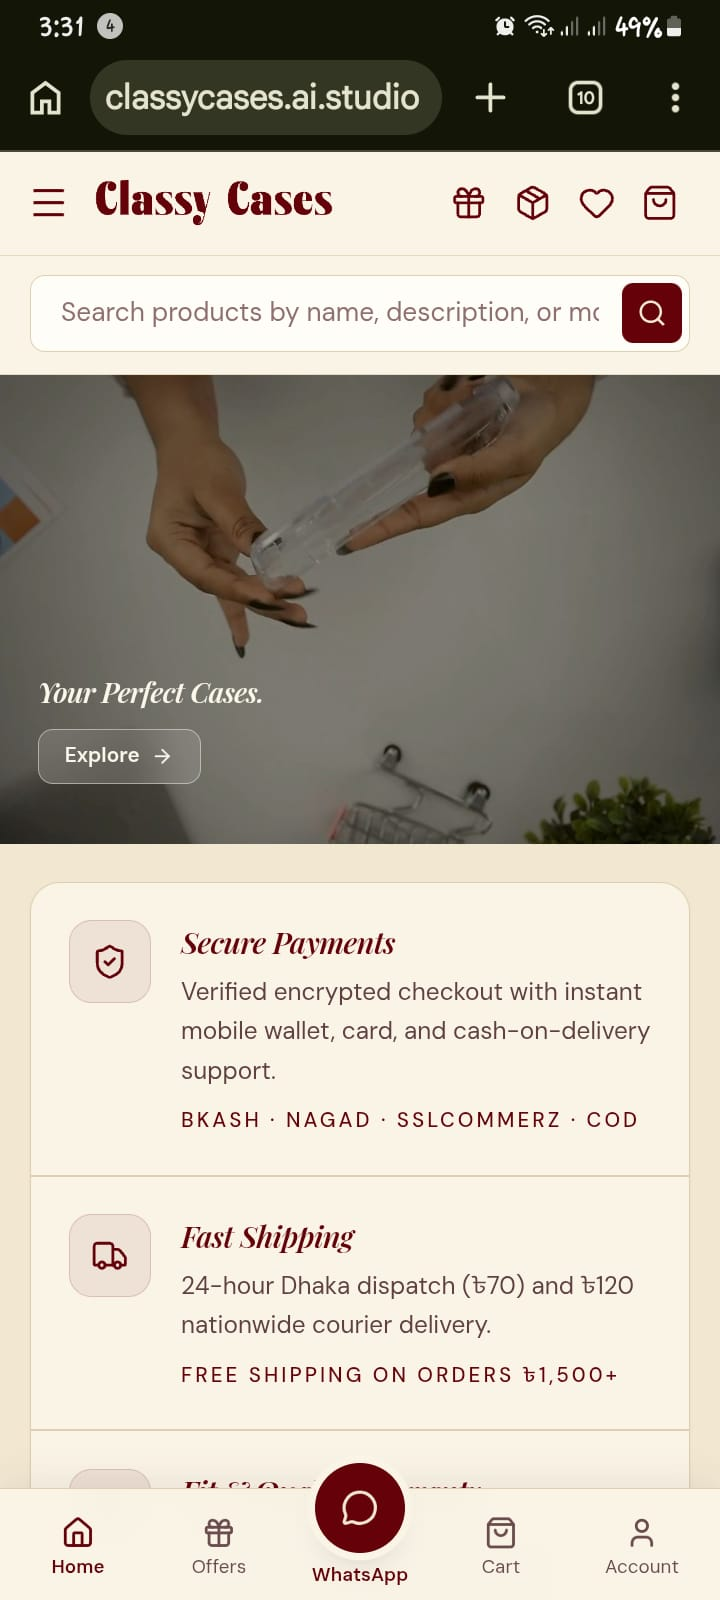 3:31 4 49%
classycases.ai.studio 10
Classy Cases
Search products by name, description, or mo
Your Perfect Cases.
Explore
Secure Payments
Verified encrypted checkout with instant
mobile wallet, card, and cash-on-delivery
support.
BKASH · NAGAD · SSLCOMMERZ · COD
Fast Shipping
24-hour Dhaka dispatch (৳70) and ৳120
nationwide courier delivery.
FREE SHIPPING ON ORDERS ৳1,500+
Home Offers WhatsApp Cart Account